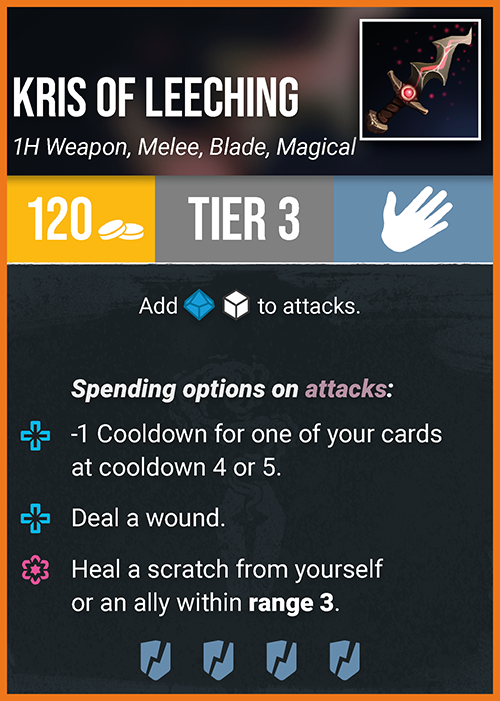 KRIS OF LEECHING
1H Weapon, Melee, Blade, Magical
120
TIER 3
Add to attacks.
Spending options on attacks:
-1 Cooldown for one of your cards
at cooldown 4 or 5.
Deal a wound.
Heal a scratch from yourself
or an ally within range 3.